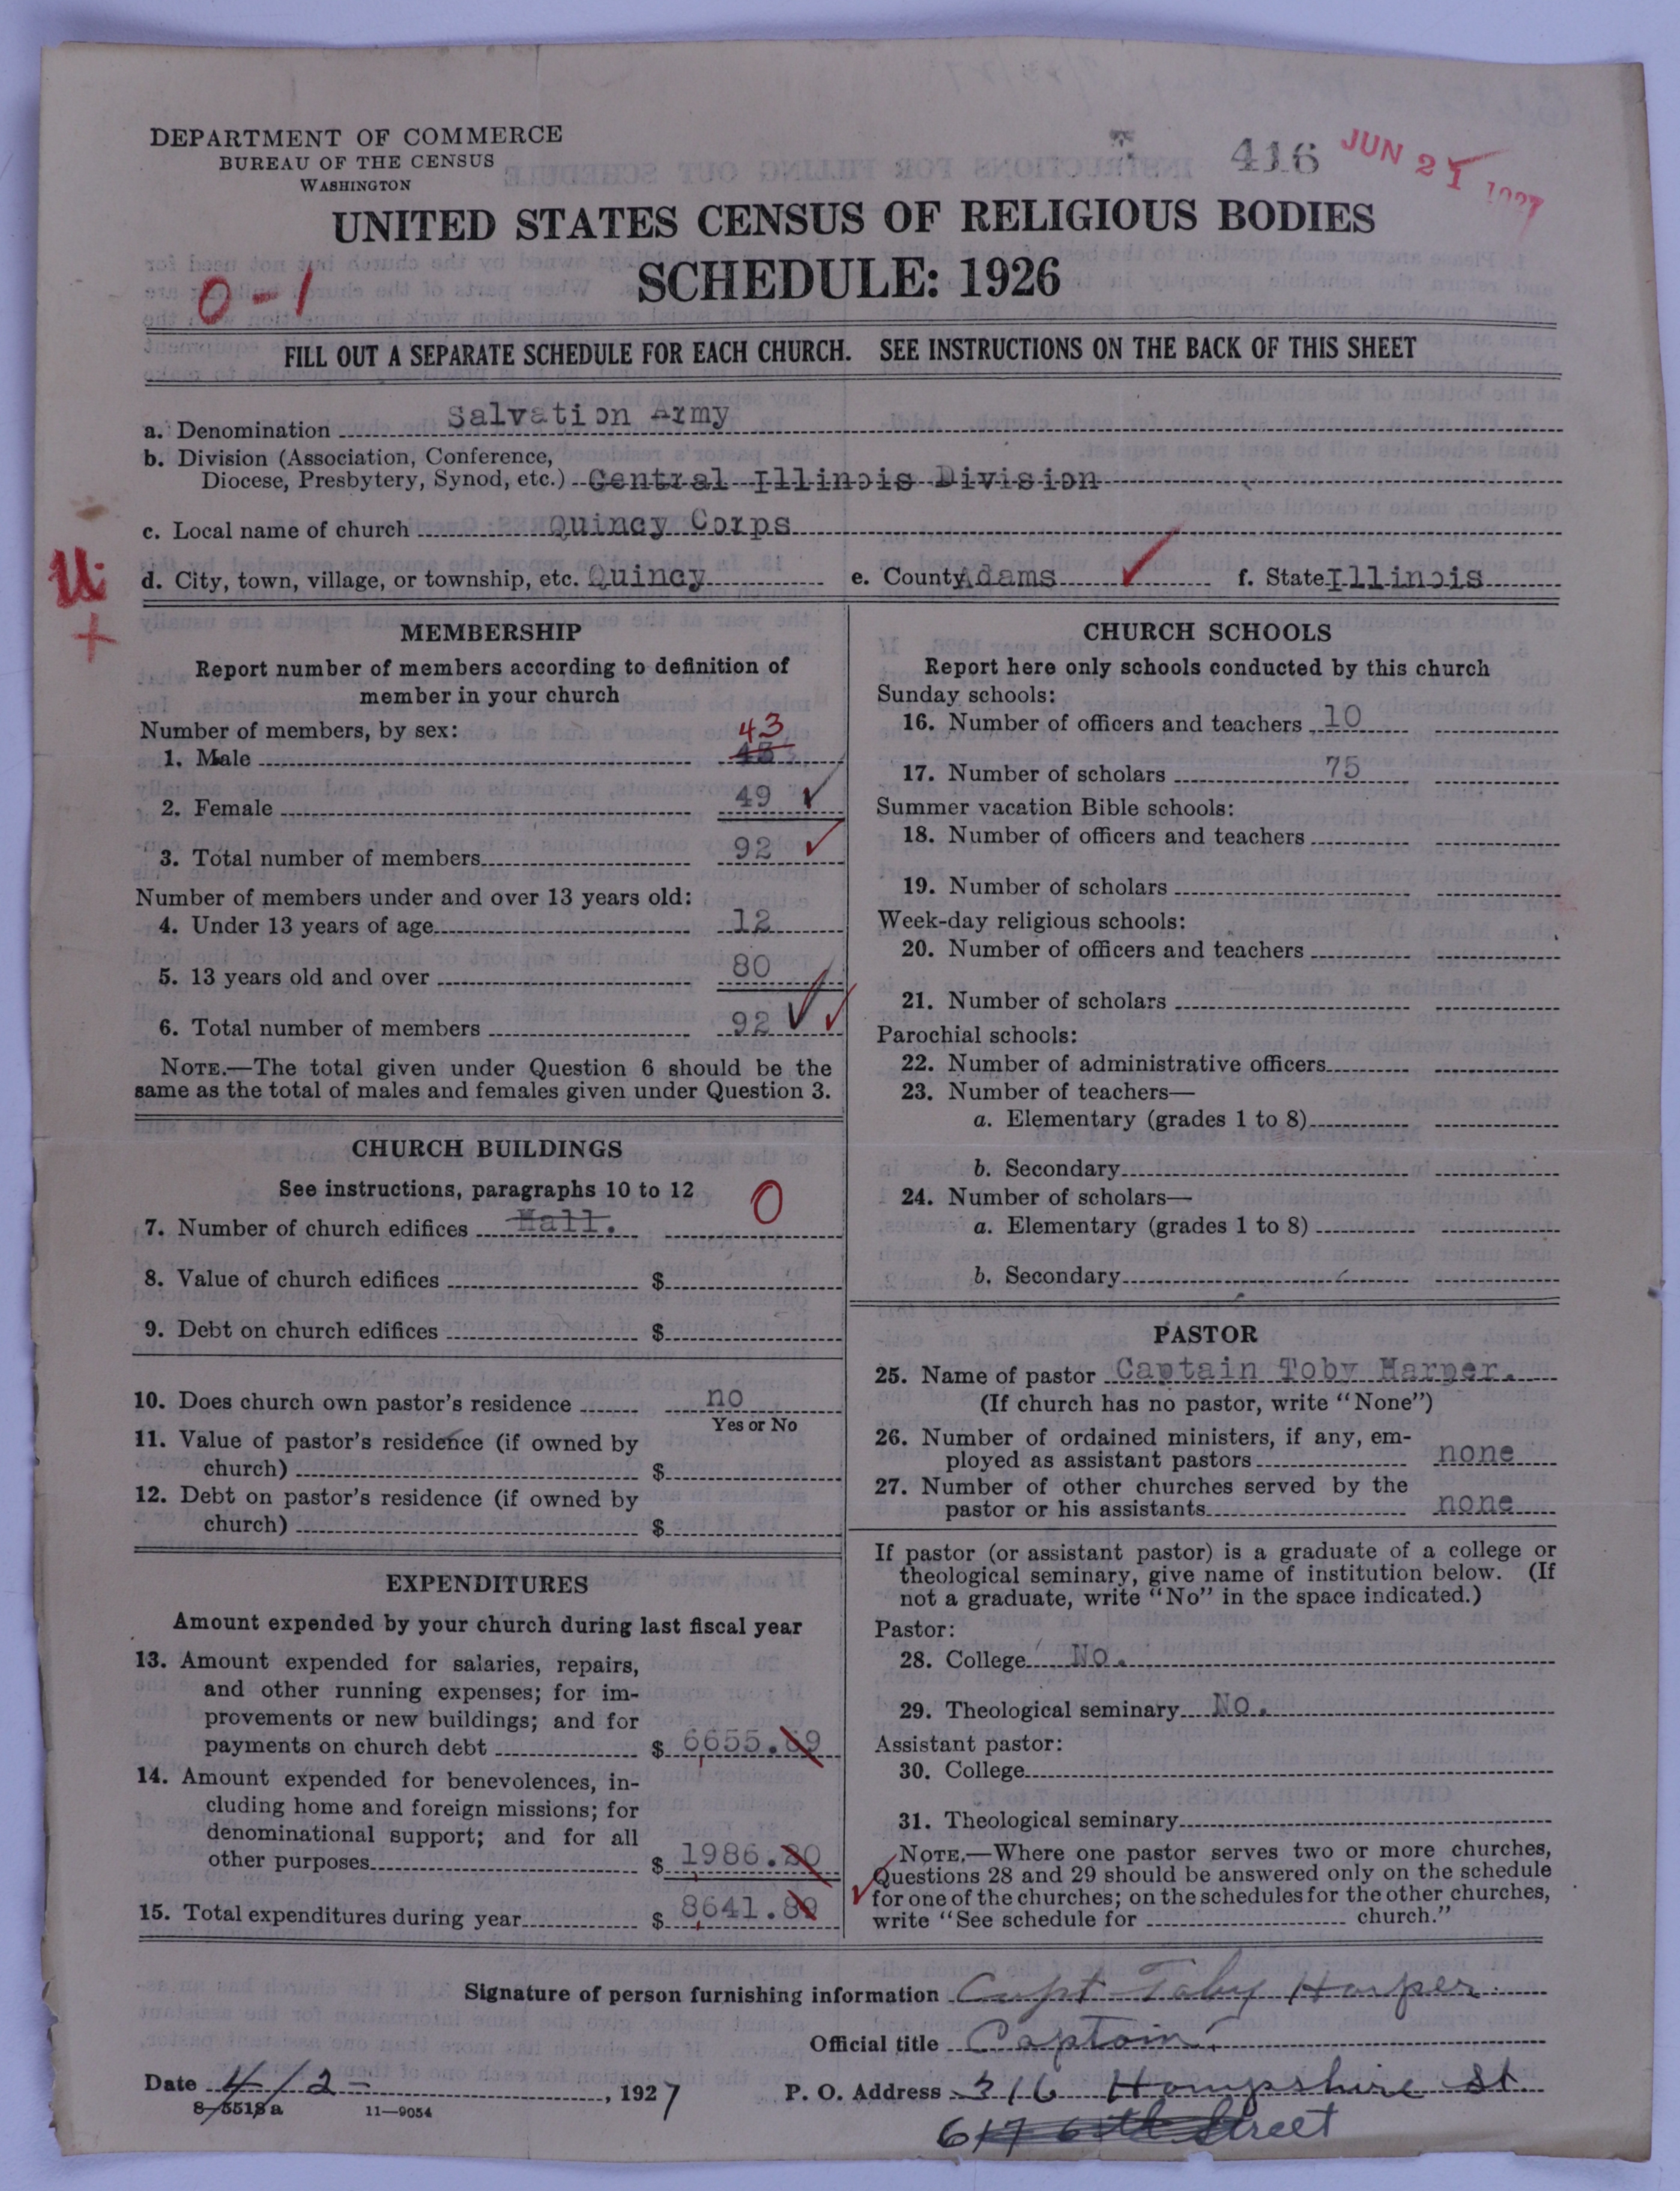 DEPARTMENT OF COMMERCE
BUREAU OF THE CENSUS
WASHINGTON
416
JUN 21 1927
UNITED STATES CENSUS OF RELIGIOUS BODIES
SCHEDULE: 1926
0-1
FILL OUT A SEPARATE SCHEDULE FOR EACH CHURCH. SEE INSTRUCTIONS ON THE BACK OF THIS SHEET
a. Denomination Salvation Army
b. Division (Association, Conference,
Diocese, Presbytery, Synod, etc.) Central Illinois Division
c. Local name of church Quincy Corps
d. City, town, village, or township, etc. Quincy e. County Adams f. State Illinois
U
+
MEMBERSHIP
Report number of members according to definition of
member in your church
Number of members, by sex:
43
1. Male
2. Female 49
3. Total number of members 92
Number of members under and over 13 years old:
4. Under 13 years of age 12
5. 13 years old and over 80
6. Total number of members 92
NOTE.—The total given under Question 6 should be the
same as the total of males and females given under Question 3.
CHURCH BUILDINGS
See instructions, paragraphs 10 to 12
0
7. Number of church edifices Hall.
8. Value of church edifices $
9. Debt on church edifices $
10. Does church own pastor's residence no
Yes or No
11. Value of pastor's residence (if owned by
church) $
12. Debt on pastor's residence (if owned by
church) $
EXPENDITURES
Amount expended by your church during last fiscal year
13. Amount expended for salaries, repairs,
and other running expenses; for im-
provements or new buildings; and for
payments on church debt $ 6655.69
14. Amount expended for benevolences, in-
cluding home and foreign missions; for
denominational support; and for all
other purposes $ 1986.20
15. Total expenditures during year $ 8641.89
CHURCH SCHOOLS
Report here only schools conducted by this church
Sunday schools:
16. Number of officers and teachers 10
17. Number of scholars 75
Summer vacation Bible schools:
18. Number of officers and teachers
19. Number of scholars
Week-day religious schools:
20. Number of officers and teachers
21. Number of scholars
Parochial schools:
22. Number of administrative officers
23. Number of teachers—
a. Elementary (grades 1 to 8)
b. Secondary
24. Number of scholars—
a. Elementary (grades 1 to 8)
b. Secondary
PASTOR
25. Name of pastor Captain Toby Harper.
(If church has no pastor, write "None")
26. Number of ordained ministers, if any, em-
ployed as assistant pastors none
27. Number of other churches served by the
pastor or his assistants none
If pastor (or assistant pastor) is a graduate of a college or
theological seminary, give name of institution below. (If
not a graduate, write "No" in the space indicated.)
Pastor:
28. College No.
29. Theological seminary No.
Assistant pastor:
30. College
31. Theological seminary
NOTE.—Where one pastor serves two or more churches,
Questions 28 and 29 should be answered only on the schedule
for one of the churches; on the schedules for the other churches,
write "See schedule for church."
Signature of person furnishing information Capt Toby Harper
Official title Captain
Date 4/2- , 1927 P. O. Address 316 Hampshire St
8-5518a 11-9054
617 6th Street